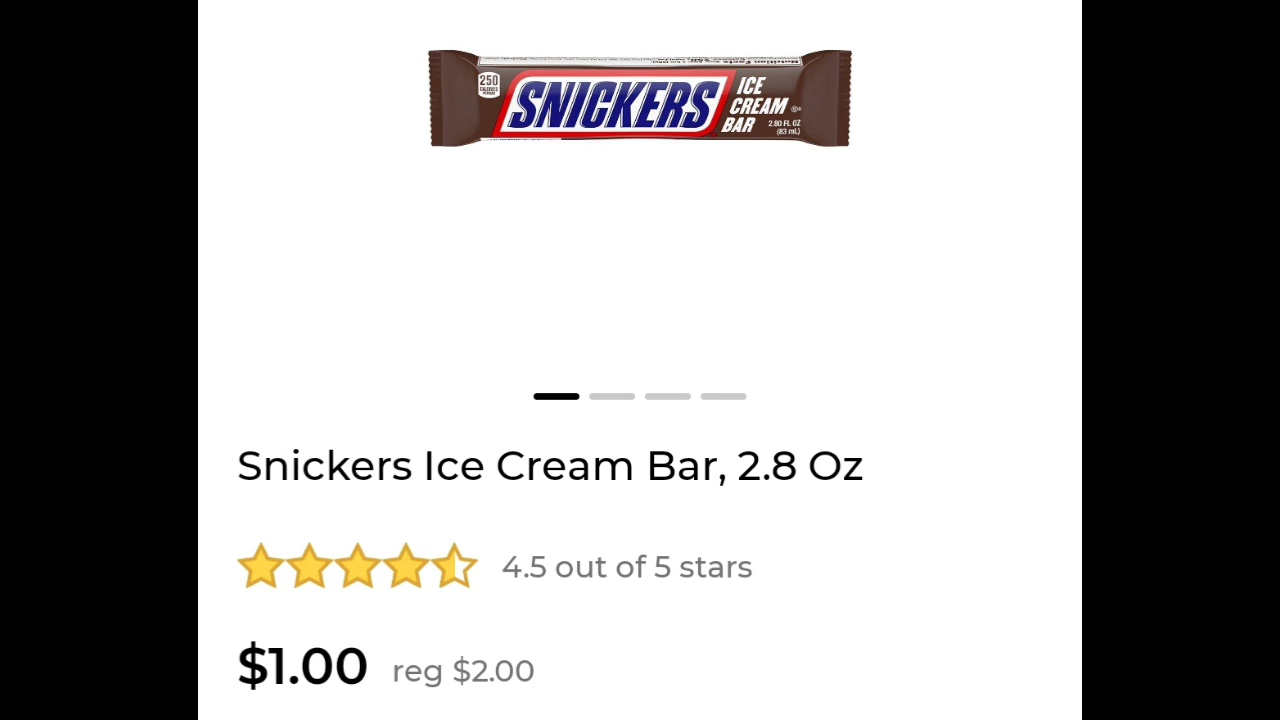 250
CALORIES
SNICKERS
ICE
CREAM
BAR
2.80 FL OZ
(83 mL)
Snickers Ice Cream Bar, 2.8 Oz
4.5 out of 5 stars
$1.00 reg $2.00